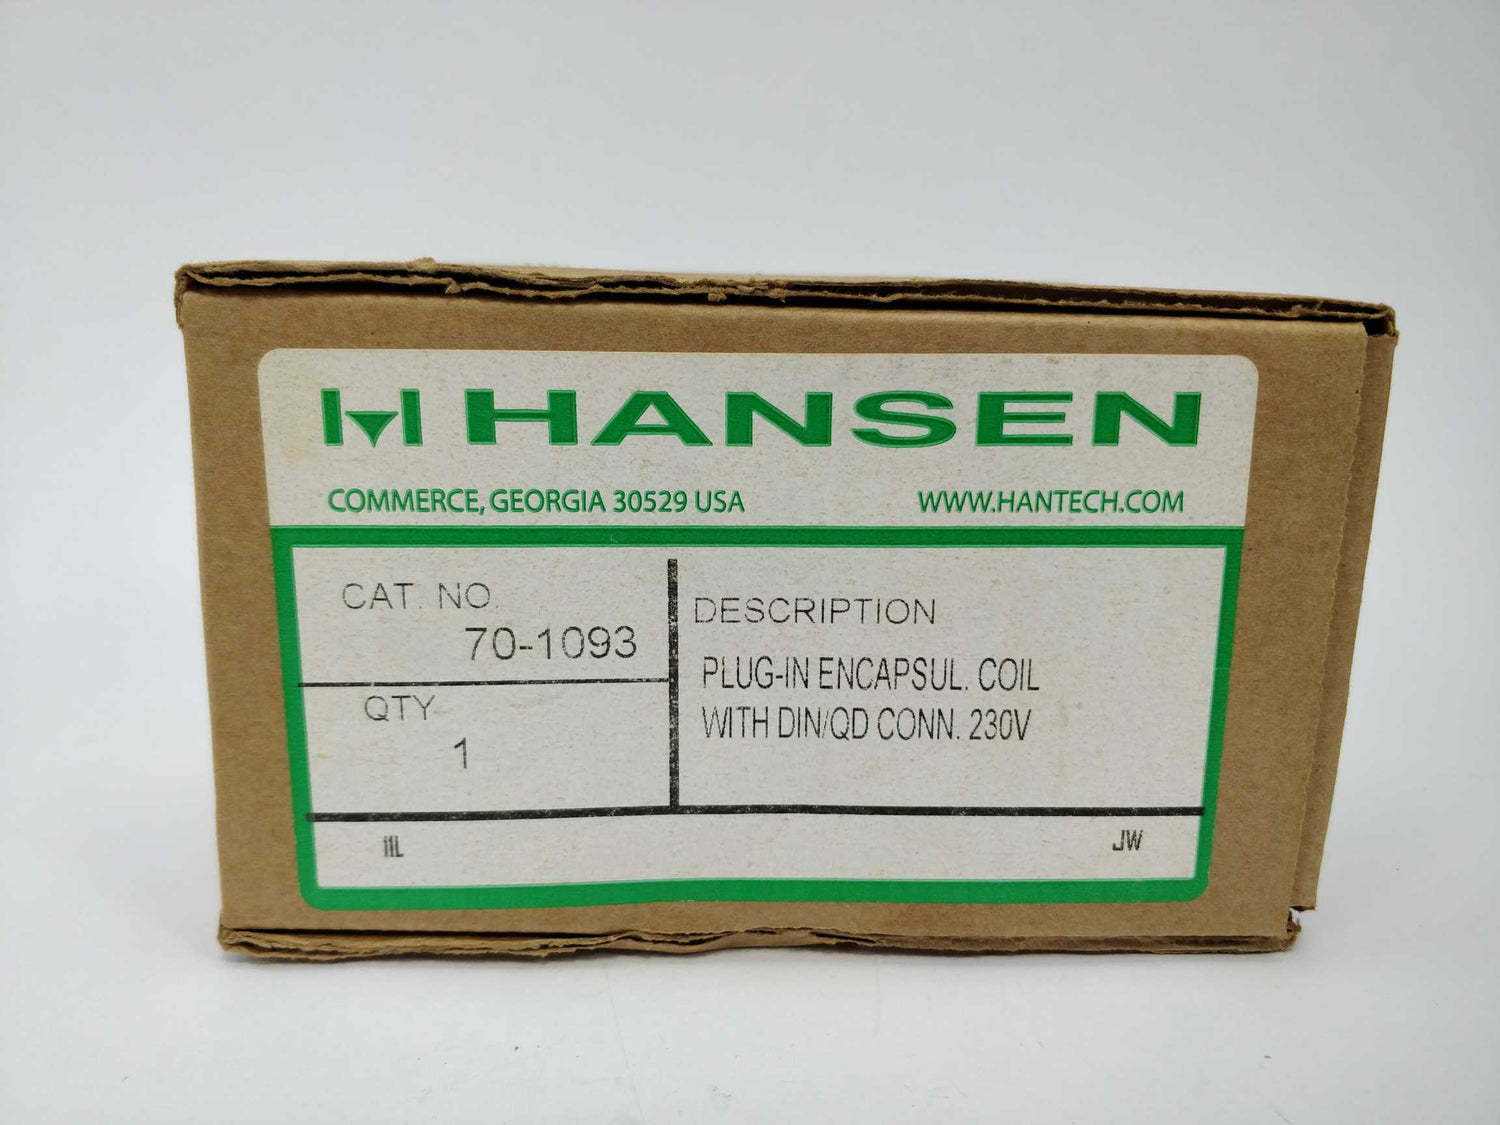 HANSEN
COMMERCE, GEORGIA 30529 USA
WWW.HANTECH.COM
CAT. NO.
70-1093
QTY
1
DESCRIPTION
PLUG-IN ENCAPSUL. COIL
WITH DIN/QD CONN. 230V
JW